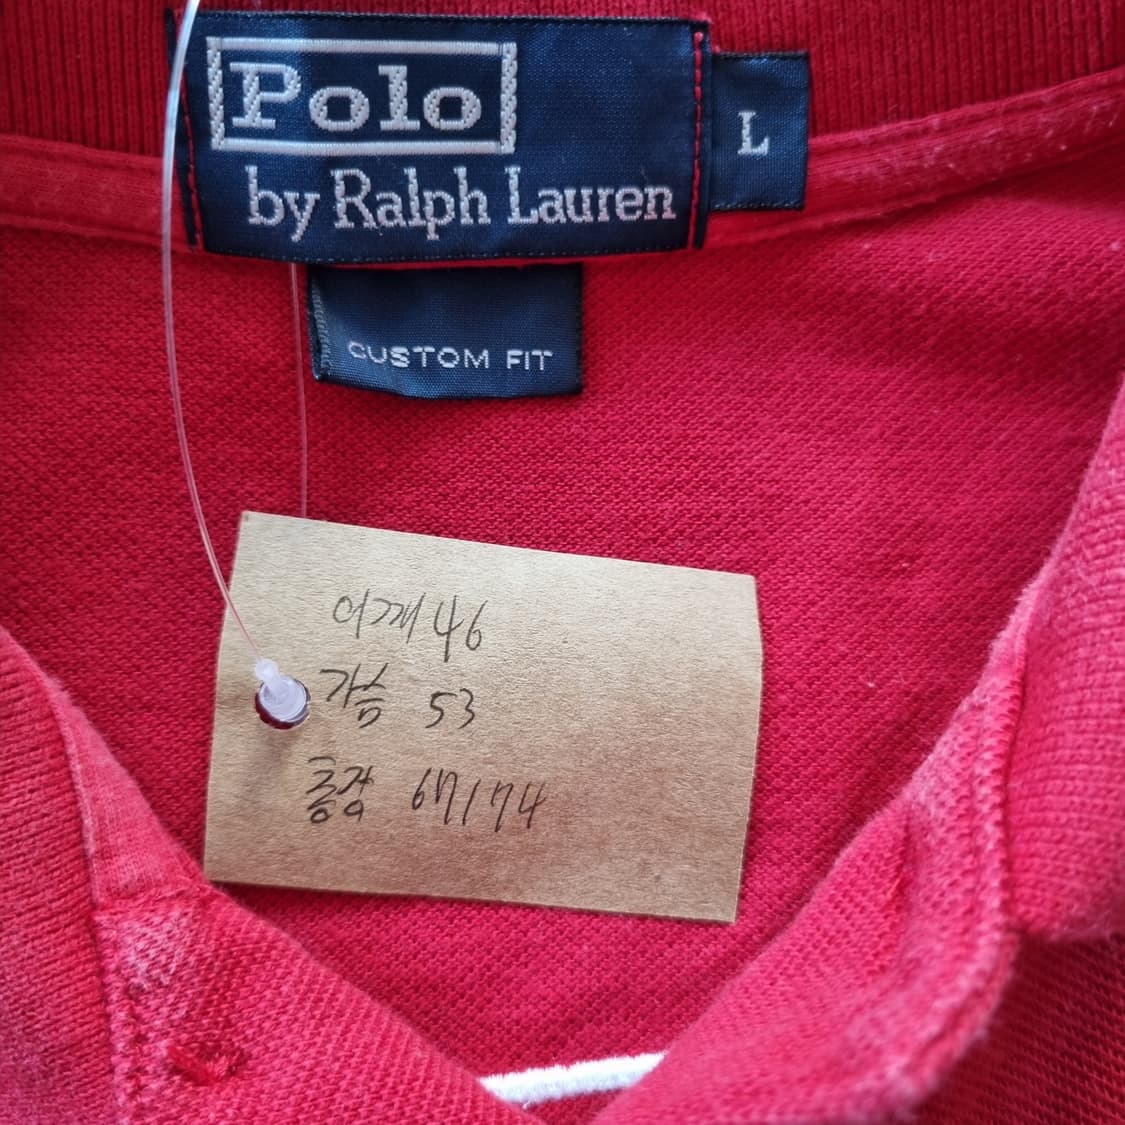 Polo
by Ralph Lauren
L
CUSTOM FIT
어깨 46
가슴 53
총장 67/74